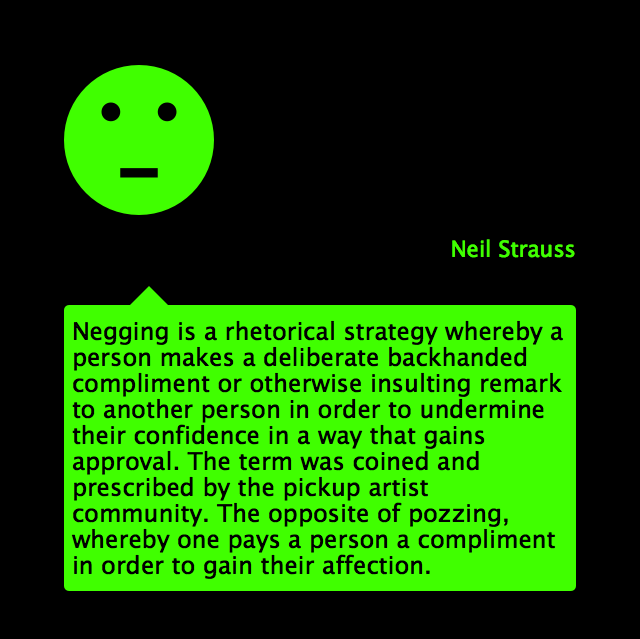 Neil Strauss
Negging is a rhetorical strategy whereby a
person makes a deliberate backhanded
compliment or otherwise insulting remark
to another person in order to undermine
their confidence in a way that gains
approval. The term was coined and
prescribed by the pickup artist
community. The opposite of pozzing,
whereby one pays a person a compliment
in order to gain their affection.